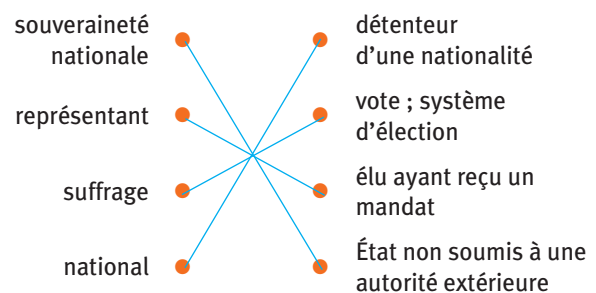 souveraineté
nationale
détenteur
d'une nationalité
représentant
vote ; système
d'élection
suffrage
élu ayant reçu un
mandat
national
État non soumis à une
autorité extérieure